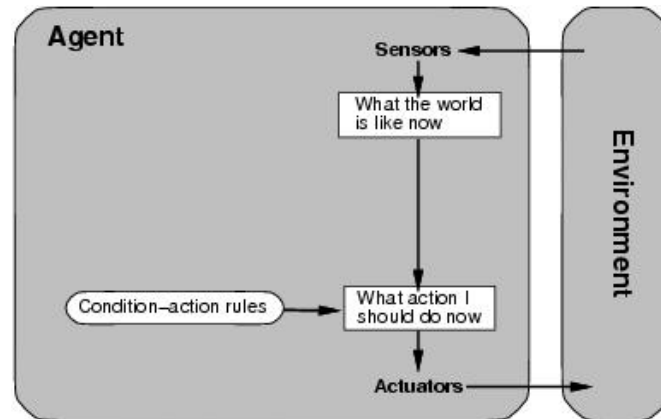 Agent
Sensors
What the world
is like now
Environment
Condition–action rules
What action I
should do now
Actuators